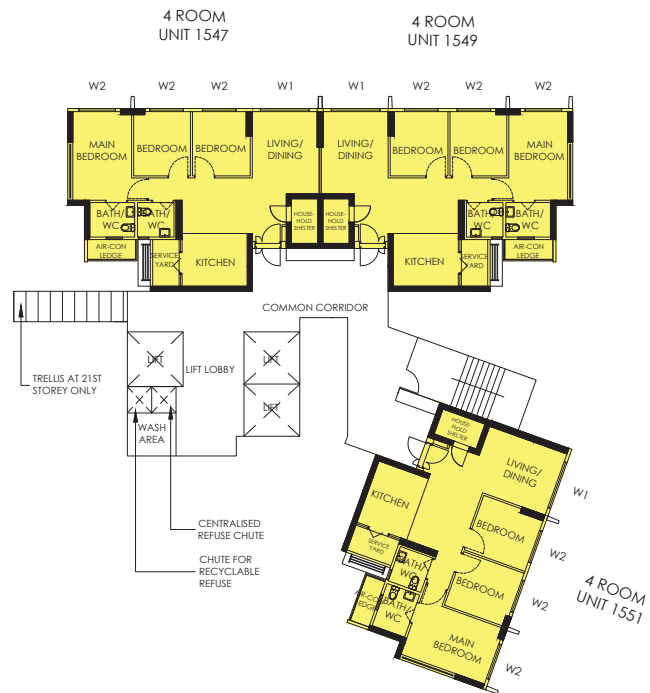 4 ROOM
UNIT 1547
4 ROOM
UNIT 1549
W2
W2
W2
W1
W1
W2
W2
W2
MAIN
BEDROOM
BEDROOM
BEDROOM
LIVING/
DINING
LIVING/
DINING
BEDROOM
BEDROOM
MAIN
BEDROOM
BATH/
WC
BATH/
WC
HOUSE-
HOLD
SHELTER
HOUSE-
HOLD
SHELTER
BATH/
WC
BATH/
WC
AIR-CON
LEDGE
SERVICE
YARD
KITCHEN
KITCHEN
SERVICE
YARD
AIR-CON
LEDGE
COMMON CORRIDOR
TRELLIS AT 21ST
STOREY ONLY
LIFT
LIFT LOBBY
LIFT
LIFT
WASH
AREA
CENTRALISED
REFUSE CHUTE
CHUTE FOR
RECYCLABLE
REFUSE
HOUSE-
HOLD
SHELTER
LIVING/
DINING
W1
KITCHEN
BEDROOM
W2
SERVICE
YARD
BATH/
WC
BEDROOM
W2
AIR-CON
LEDGE
BATH/
WC
MAIN
BEDROOM
W2
4 ROOM
UNIT 1551